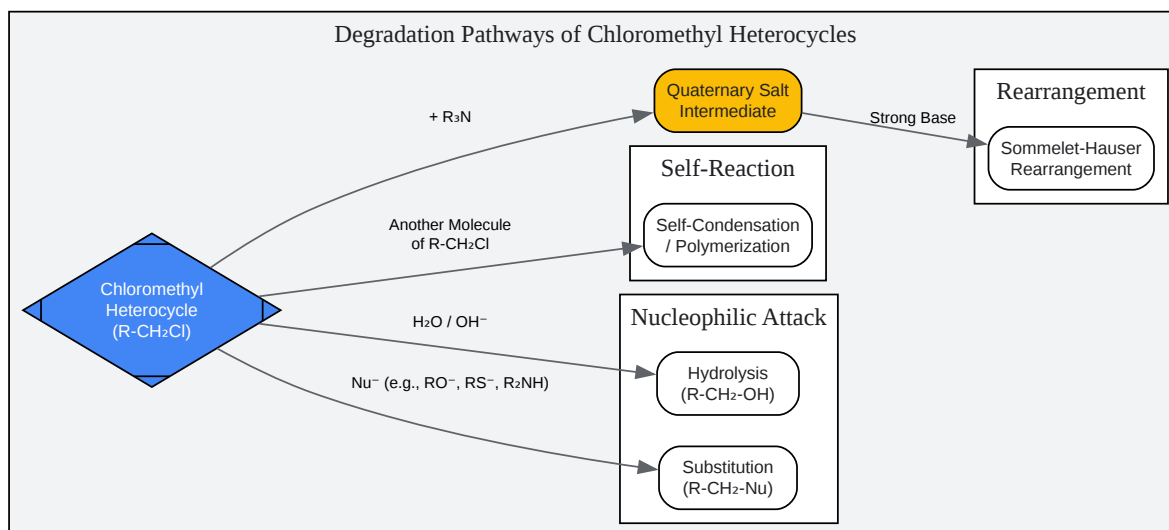 Degradation Pathways of Chloromethyl Heterocycles
Quaternary Salt
Intermediate
Rearrangement
+ R₃N
Strong Base
Sommelet-Hauser
Rearrangement
Self-Reaction
Another Molecule
of R-CH₂Cl
Self-Condensation
/ Polymerization
Chloromethyl
Heterocycle
(R-CH₂Cl)
Nucleophilic Attack
H₂O / OH⁻
Hydrolysis
(R-CH₂-OH)
Nu⁻ (e.g., RO⁻, RS⁻, R₂NH)
Substitution
(R-CH₂-Nu)